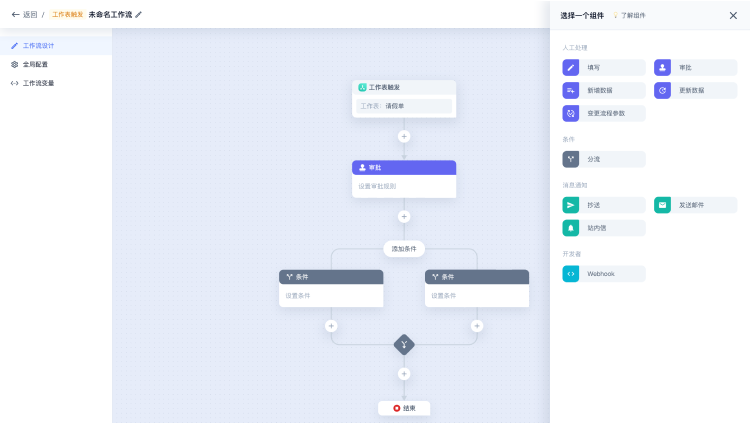 返回 / 工作表触发 未命名工作流
工作流设计
全局配置
工作流变量
工作表触发
工作表: 请假单
审批
设置审批规则
添加条件
条件
设置条件
条件
设置条件
结束
选择一个组件 了解组件
人工处理
填写 审批
新增数据 更新数据
变更流程参数
条件
分流
消息通知
抄送 发送邮件
站内信
开发者
Webhook